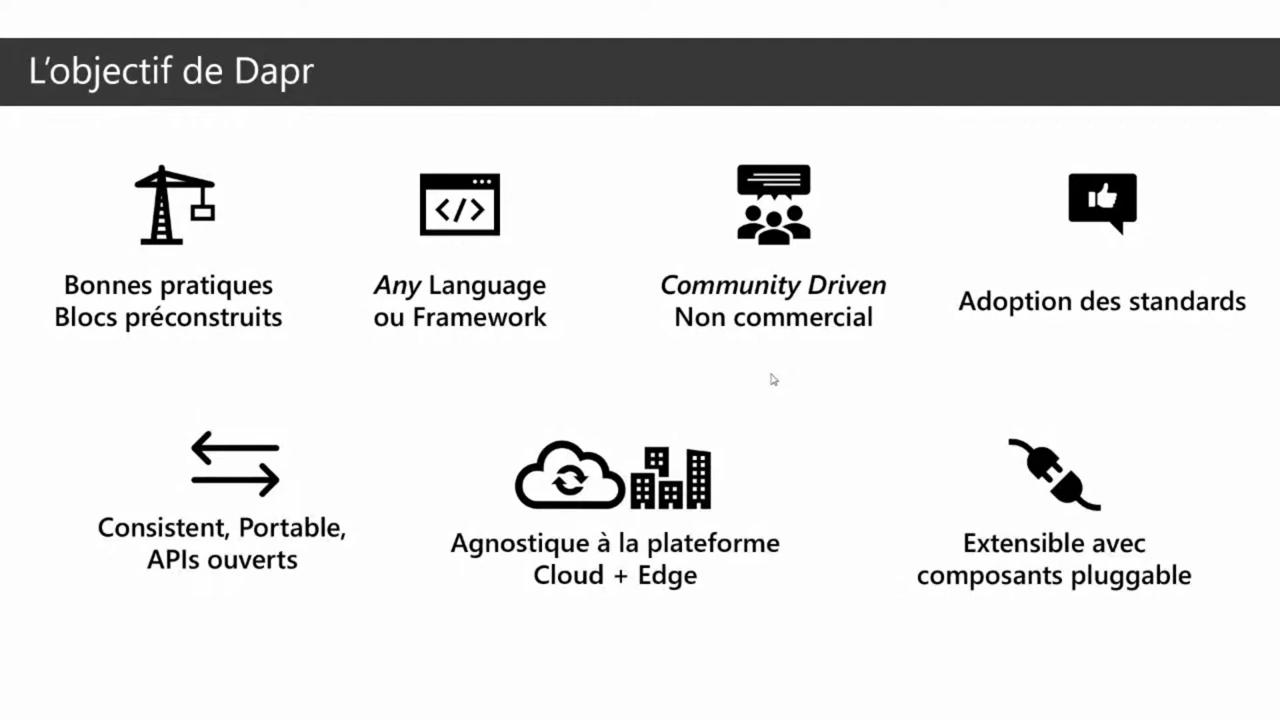 L'objectif de Dapr
Bonnes pratiques
Blocs préconstruits
Any Language
ou Framework
Community Driven
Non commercial
Adoption des standards
Consistent, Portable,
APIs ouverts
Agnostique à la plateforme
Cloud + Edge
Extensible avec
composants pluggable